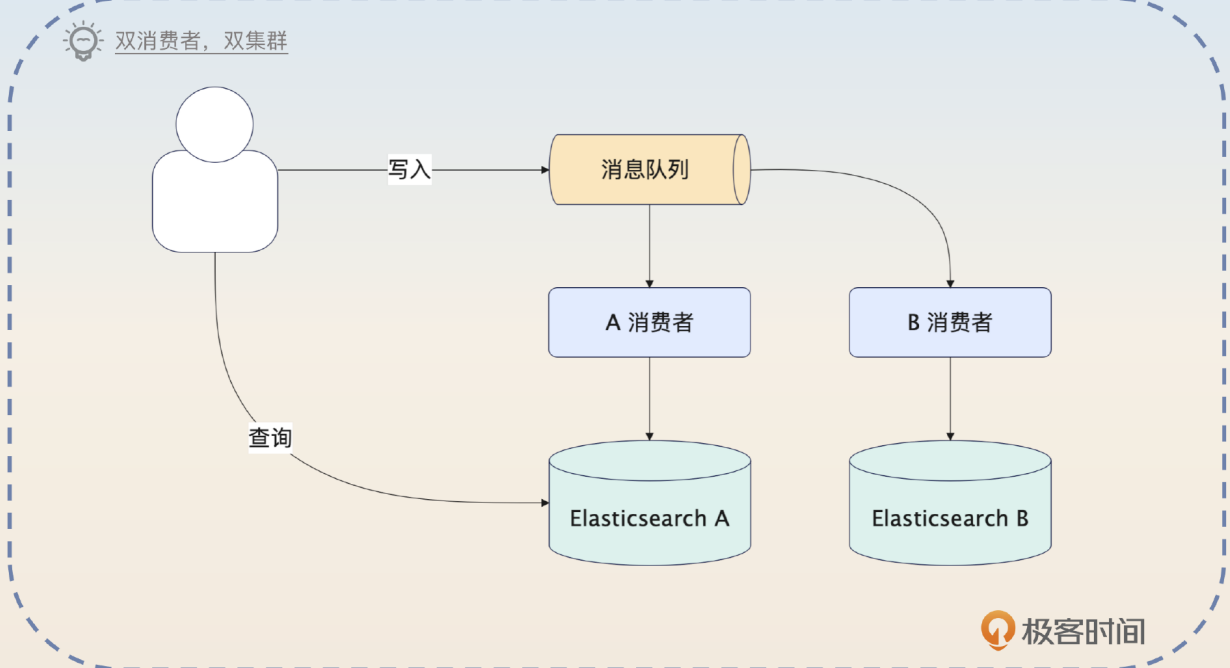 双消费者，双集群
写入
消息队列
A 消费者
B 消费者
查询
Elasticsearch A
Elasticsearch B
极客时间